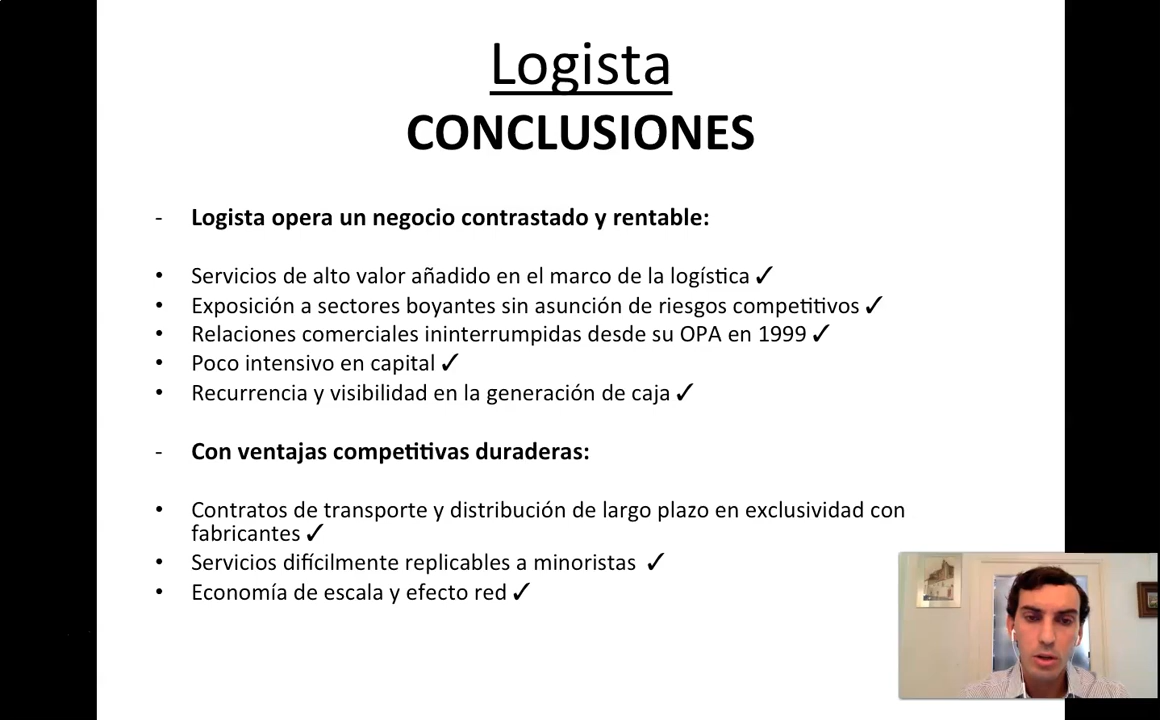 Logista
CONCLUSIONES
- Logista opera un negocio contrastado y rentable:
• Servicios de alto valor añadido en el marco de la logística ✓
• Exposición a sectores boyantes sin asunción de riesgos competitivos ✓
• Relaciones comerciales ininterrumpidas desde su OPA en 1999 ✓
• Poco intensivo en capital ✓
• Recurrencia y visibilidad en la generación de caja ✓
- Con ventajas competitivas duraderas:
• Contratos de transporte y distribución de largo plazo en exclusividad con
fabricantes ✓
• Servicios difícilmente replicables a minoristas ✓
• Economía de escala y efecto red ✓